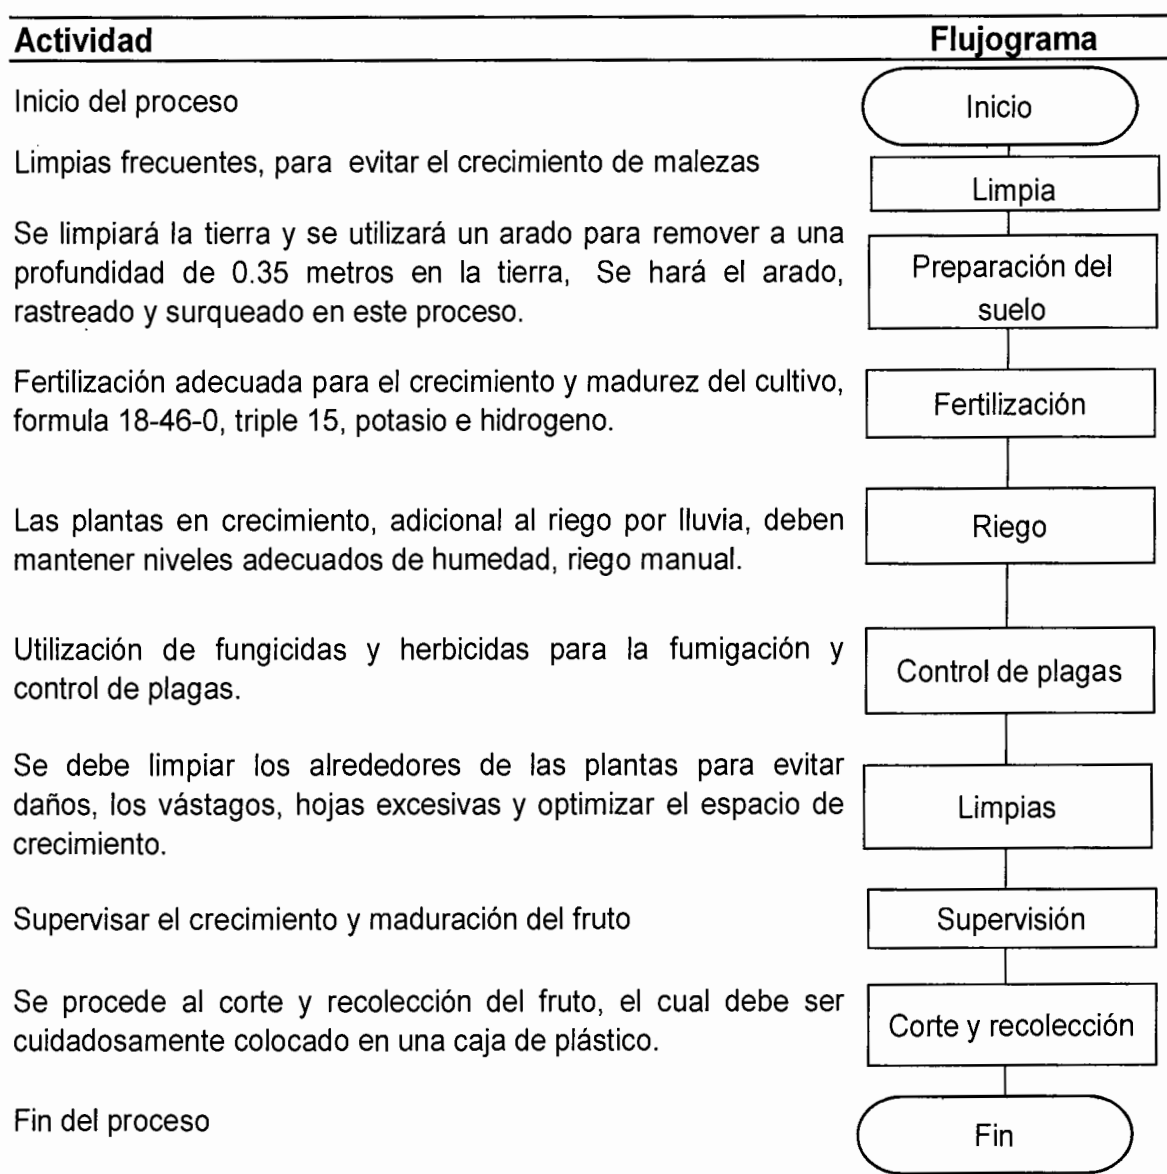 Actividad Flujograma
Inicio del proceso
Inicio
Limpias frecuentes, para evitar el crecimiento de malezas
Limpia
Se limpiará la tierra y se utilizará un arado para remover a una
profundidad de 0.35 metros en la tierra, Se hará el arado,
rastreado y surqueado en este proceso.
Preparación del
suelo
Fertilización adecuada para el crecimiento y madurez del cultivo,
formula 18-46-0, triple 15, potasio e hidrogeno.
Fertilización
Las plantas en crecimiento, adicional al riego por lluvia, deben
mantener niveles adecuados de humedad, riego manual.
Riego
Utilización de fungicidas y herbicidas para la fumigación y
control de plagas.
Control de plagas
Se debe limpiar los alrededores de las plantas para evitar
daños, los vástagos, hojas excesivas y optimizar el espacio de
crecimiento.
Limpias
Supervisar el crecimiento y maduración del fruto
Supervisión
Se procede al corte y recolección del fruto, el cual debe ser
cuidadosamente colocado en una caja de plástico.
Corte y recolección
Fin del proceso
Fin